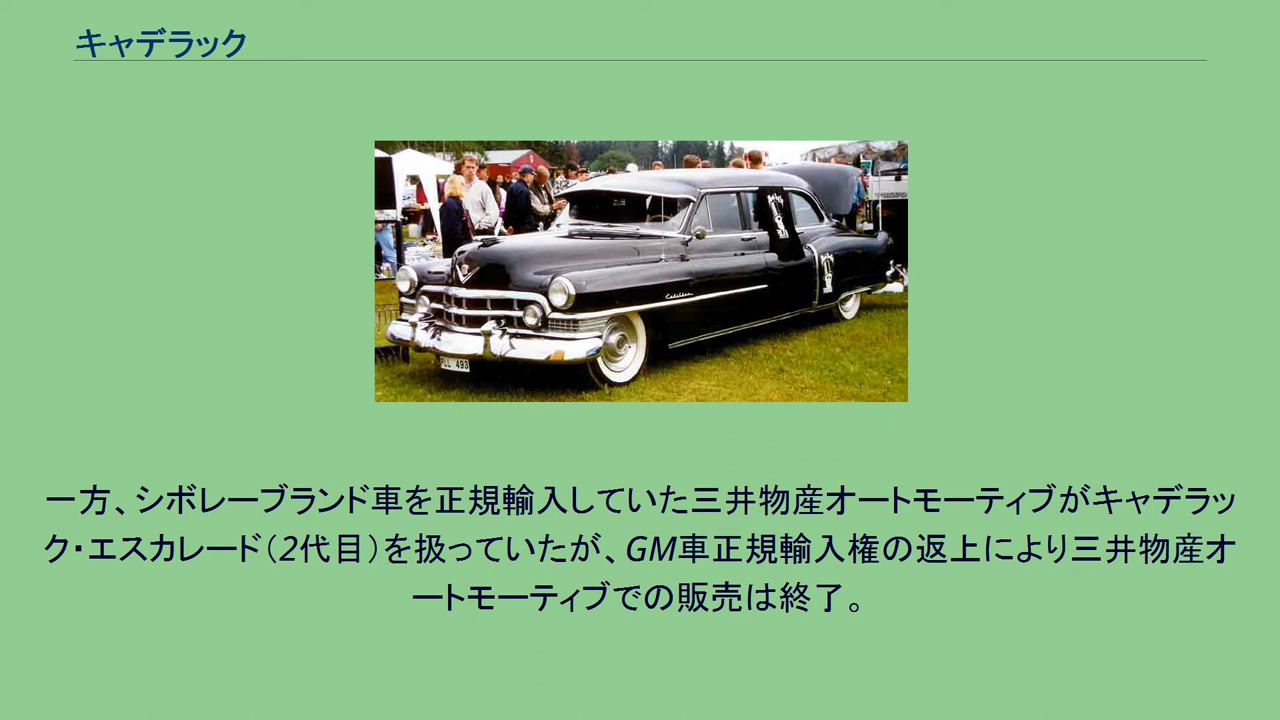 キャデラック
Cadillac
PLL 493
一方、シボレーブランド車を正規輸入していた三井物産オートモーティブがキャデラッ
ク・エスカレード（2代目）を扱っていたが、GM車正規輸入権の返上により三井物産オ
ートモーティブでの販売は終了。